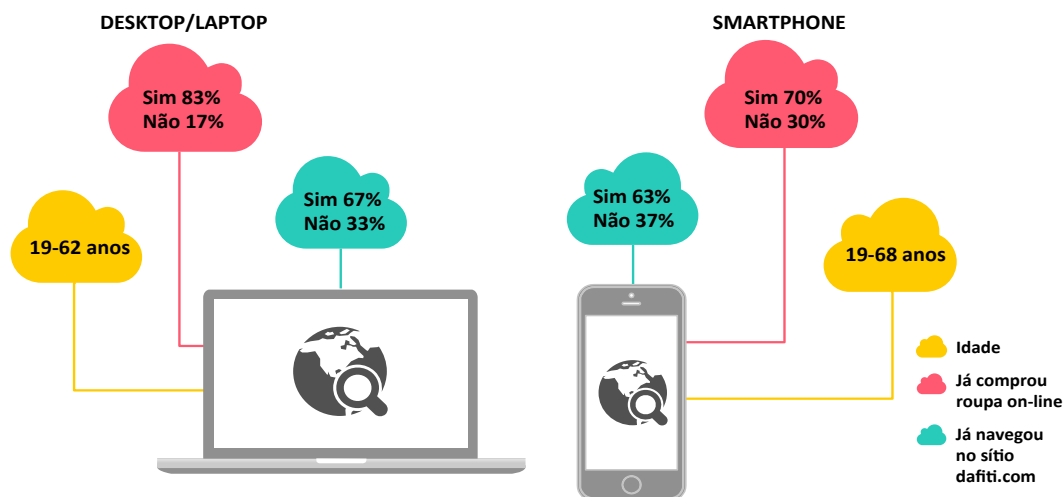 DESKTOP/LAPTOP
Sim 83%
Não 17%
Sim 67%
Não 33%
19-62 anos
SMARTPHONE
Sim 70%
Não 30%
Sim 63%
Não 37%
19-68 anos
Idade
Já comprou
roupa on-line
Já navegou
no sítio
dafiti.com